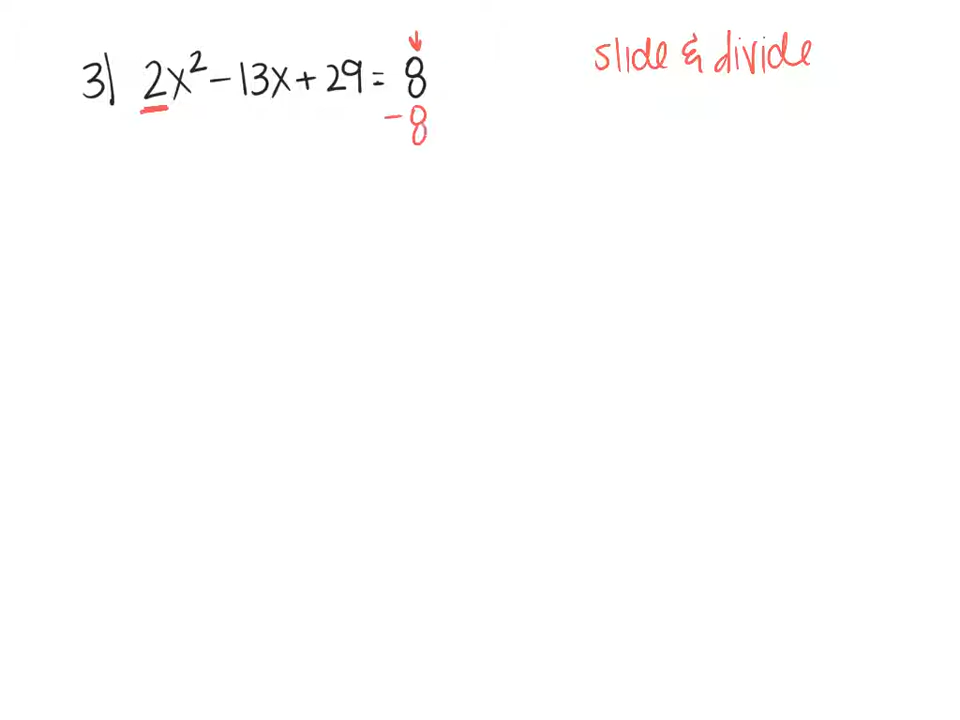 3) 2x² - 13x + 29 = 8
- 8
slide & divide